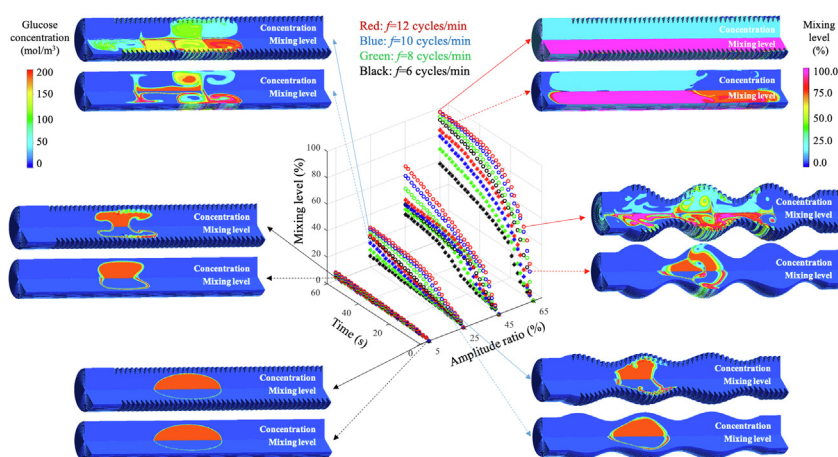 Glucose
concentration
(mol/m³)
200
150
100
50
0
Concentration
Mixing level
Concentration
Mixing level
Red: f=12 cycles/min
Blue: f=10 cycles/min
Green: f=8 cycles/min
Black: f=6 cycles/min
Concentration
Mixing level
Concentration
Mixing level
Mixing
level
(%)
100.0
75.0
50.0
25.0
0.0
Concentration
Mixing level
Concentration
Mixing level
Mixing level (%)
100
80
60
40
20
0
60
40
20
0
Time (s)
5
25
45
65
Amplitude ratio (%)
Concentration
Mixing level
Concentration
Mixing level
Concentration
Mixing level
Concentration
Mixing level
Concentration
Mixing level
Concentration
Mixing level